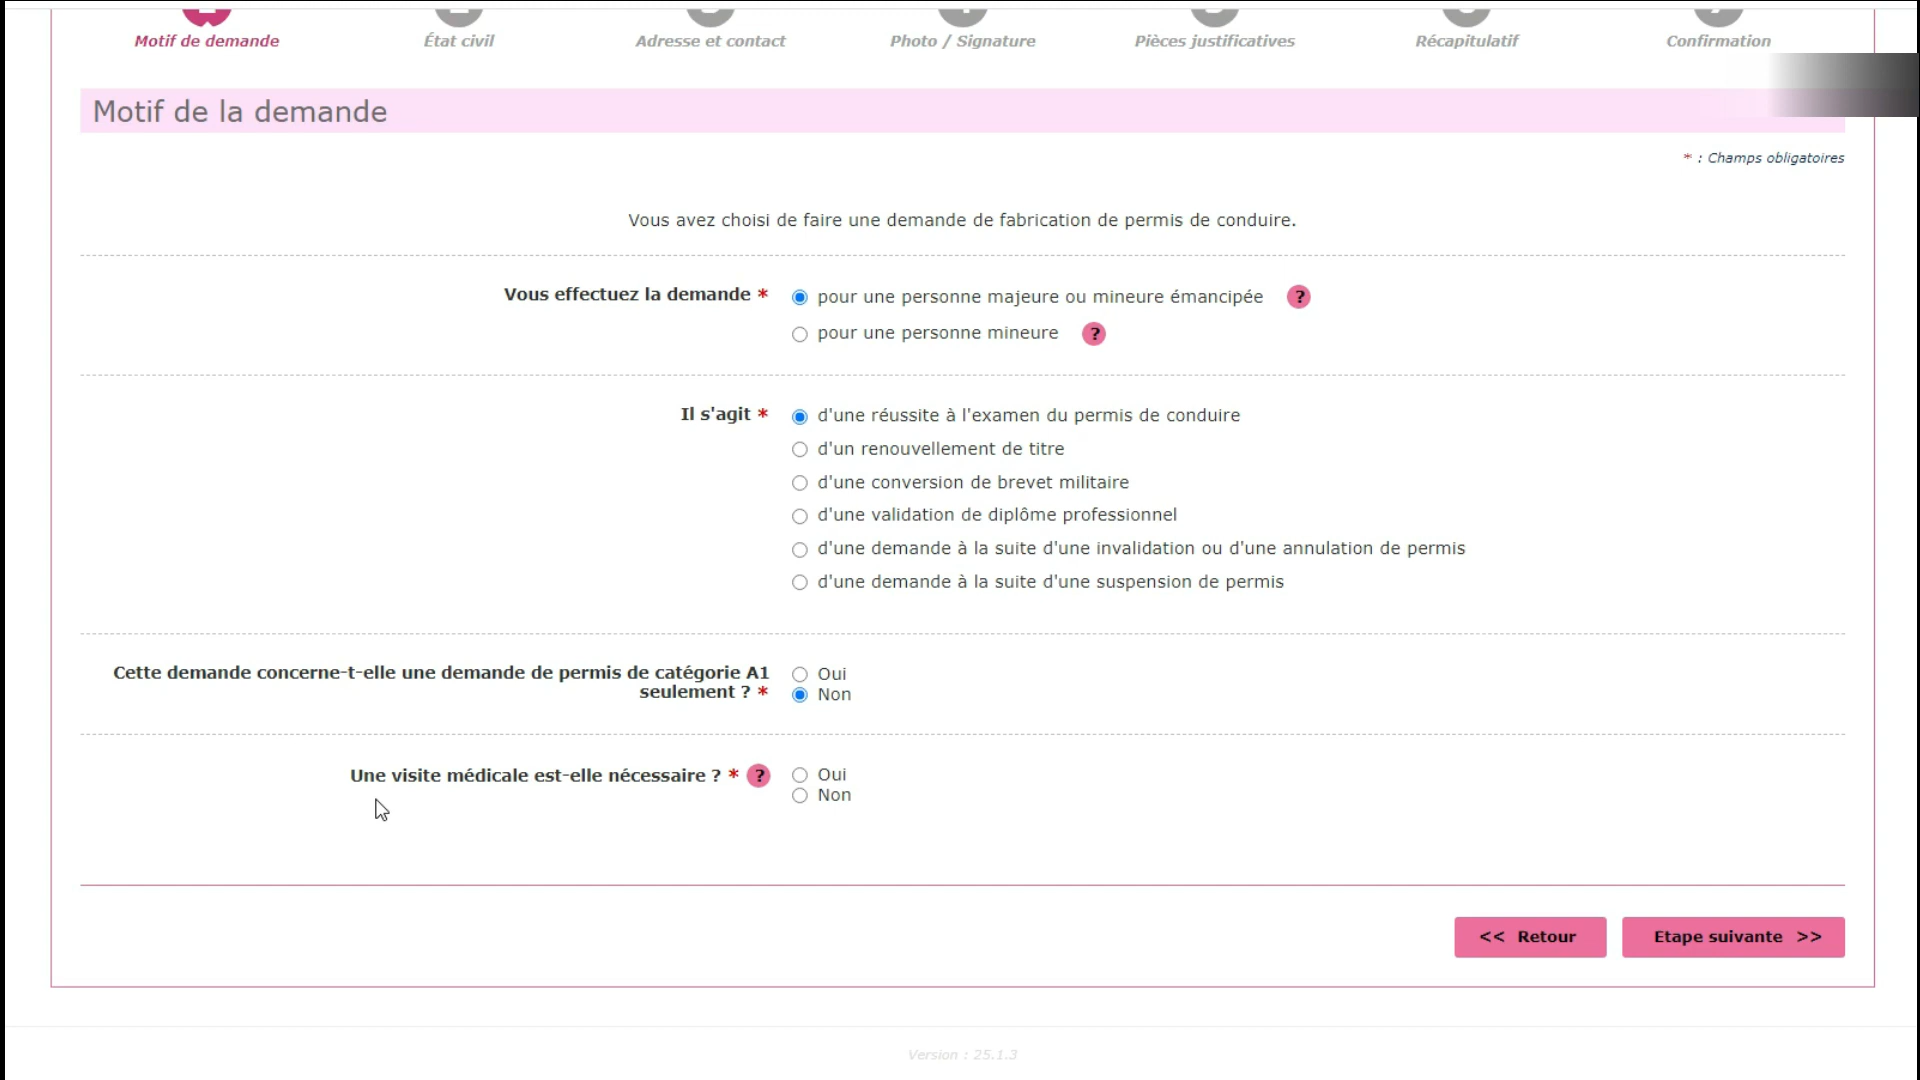 Motif de demande
État civil
Adresse et contact
Photo / Signature
Pièces justificatives
Récapitulatif
Confirmation
Motif de la demande
* : Champs obligatoires
Vous avez choisi de faire une demande de fabrication de permis de conduire.
Vous effectuez la demande *
pour une personne majeure ou mineure émancipée ?
pour une personne mineure ?
Il s'agit *
d'une réussite à l'examen du permis de conduire
d'un renouvellement de titre
d'une conversion de brevet militaire
d'une validation de diplôme professionnel
d'une demande à la suite d'une invalidation ou d'une annulation de permis
d'une demande à la suite d'une suspension de permis
Cette demande concerne-t-elle une demande de permis de catégorie A1
seulement ? *
Oui
Non
Une visite médicale est-elle nécessaire ? * ?
Oui
Non
<< Retour
Etape suivante >>
Version : 25.1.3